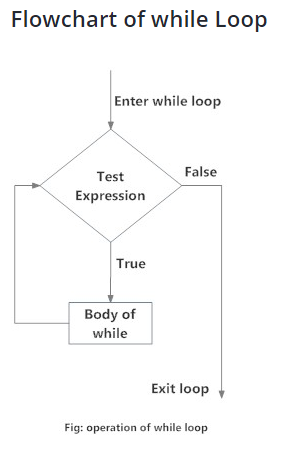 Flowchart of while Loop
Enter while loop
Test
Expression
False
True
Body of
while
Exit loop
Fig: operation of while loop